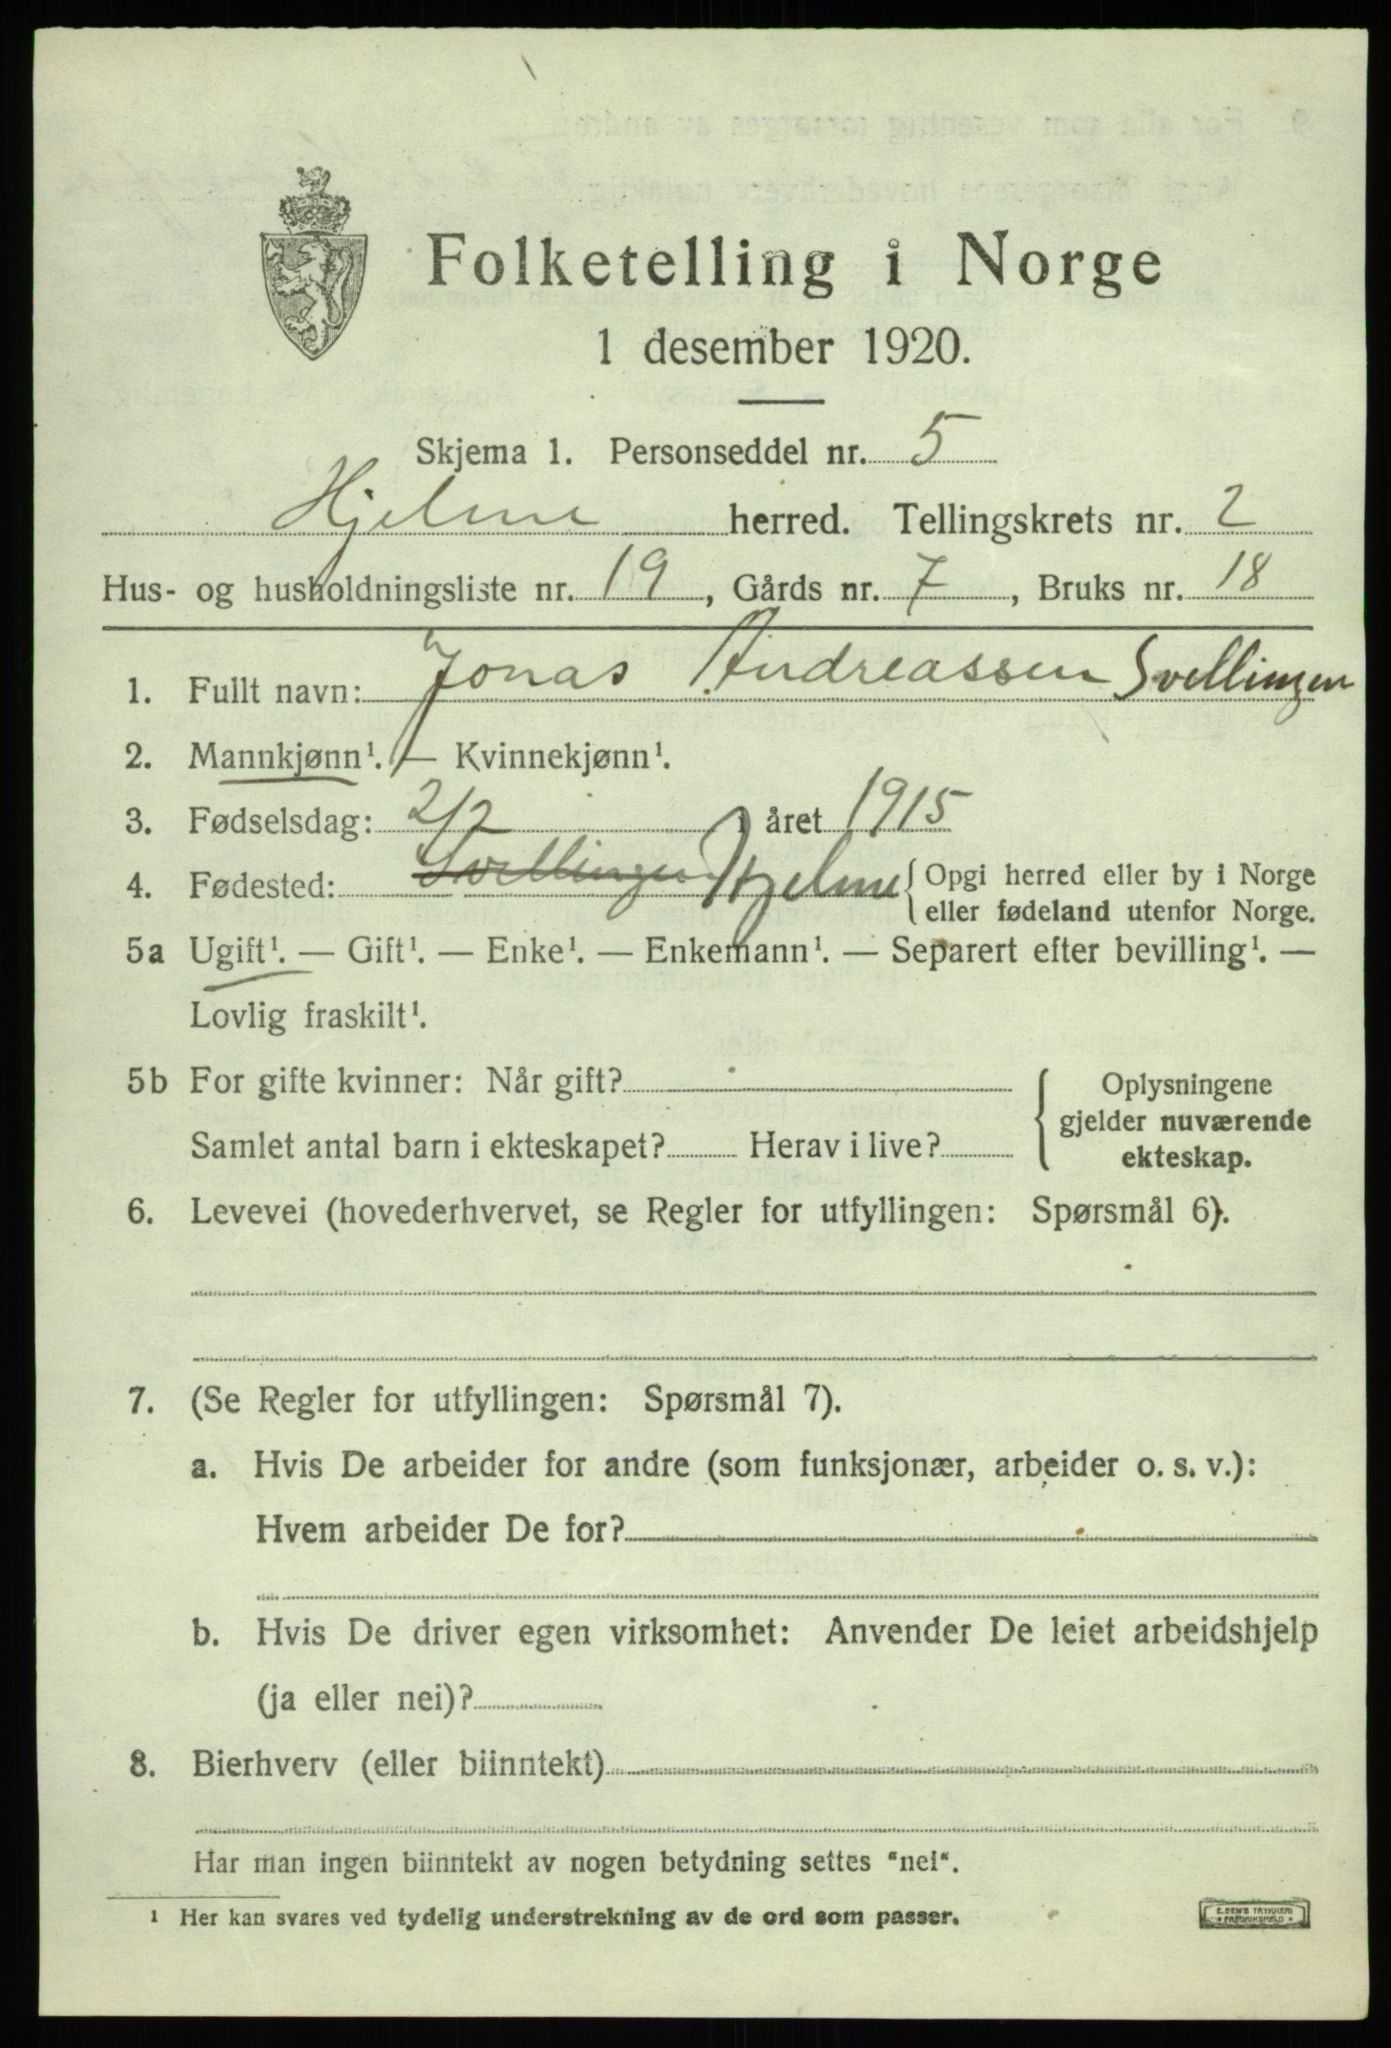 Folketelling i Norge
1 desember 1920.
Skjema 1. Personseddel nr. 5
Hjelme herred. Tellingskrets nr. 2
Hus- og husholdningsliste nr. 19, Gårds nr. 7, Bruks nr. 18
1. Fullt navn: Jonas Andreassen Svellingen
2. Mannkjønn¹. — Kvinnekjønn¹.
3. Fødselsdag: 2/2 i året 1915
4. Fødested: Svellingen Hjelme { Opgi herred eller by i Norge
eller fødeland utenfor Norge.
5a Ugift¹. — Gift¹. — Enke¹. — Enkemann¹. — Separert efter bevilling¹. —
Lovlig fraskilt¹.
5b For gifte kvinner: Når gift?
Samlet antal barn i ekteskapet? Herav i live?
{ Oplysningene
gjelder nuværende
ekteskap.
6. Levevei (hovederhvervet, se Regler for utfyllingen: Spørsmål 6).
7. (Se Regler for utfyllingen: Spørsmål 7).
a. Hvis De arbeider for andre (som funksjonær, arbeider o. s. v.):
Hvem arbeider De for?
b. Hvis De driver egen virksomhet: Anvender De leiet arbeidshjelp
(ja eller nei)?
8. Bierhverv (eller biinntekt)
Har man ingen biinntekt av nogen betydning settes "nei".
1 Her kan svares ved tydelig understrekning av de ord som passer.